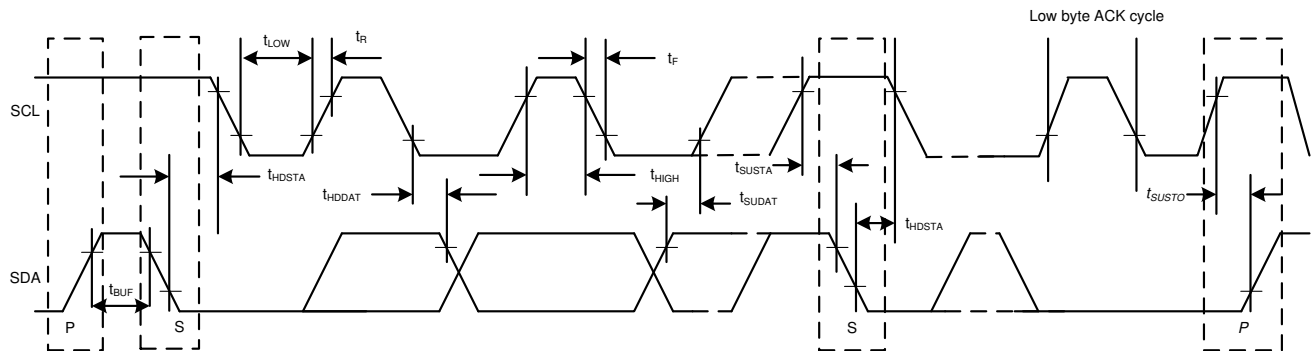 Low byte ACK cycle
tLOW
tR
tF
SCL
tHDSTA
tHDDAT
tHIGH
tSUDAT
tSUSTA
tHDSTA
tSUSTO
SDA
tBUF
P
S
S
P